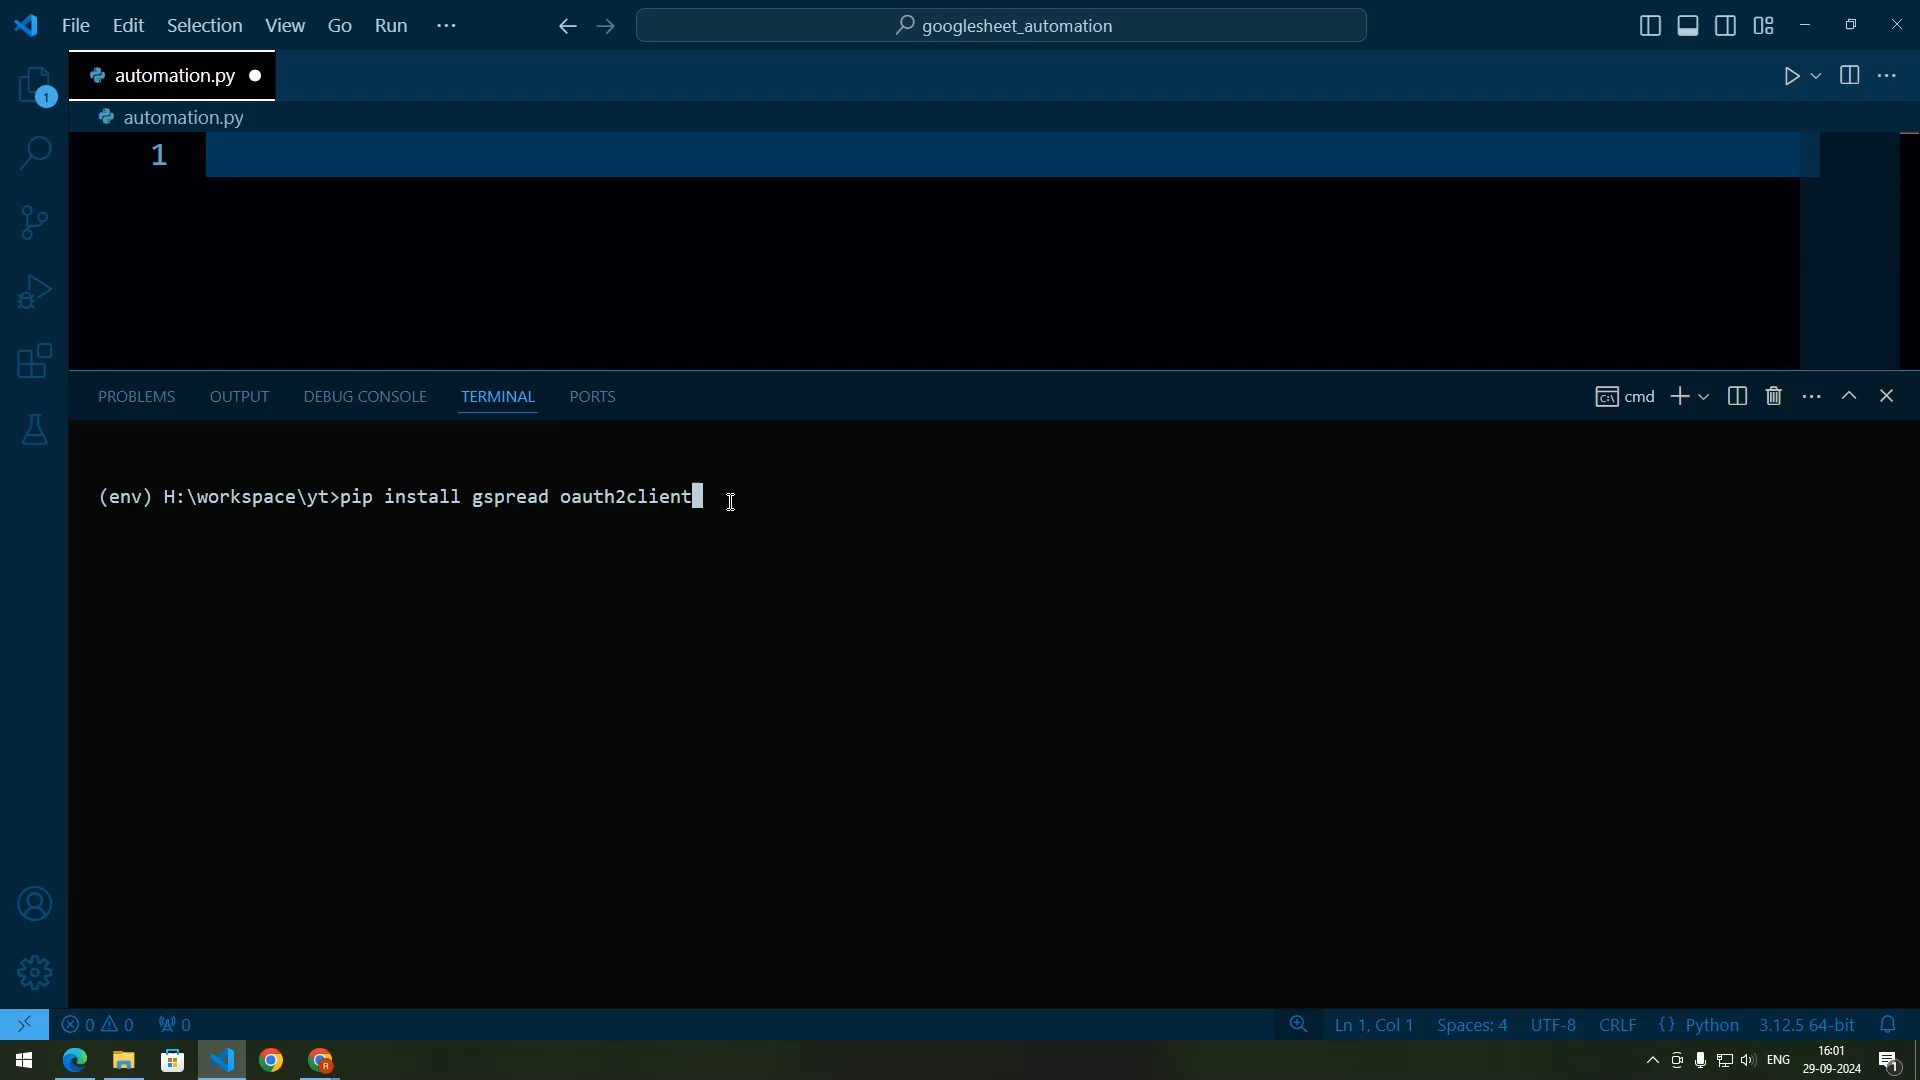 File Edit Selection View Go Run ··· googlesheet_automation
automation.py
automation.py
1
1
PROBLEMS OUTPUT DEBUG CONSOLE TERMINAL PORTS cmd
(env) H:\workspace\yt>pip install gspread oauth2client
0 0 0 Ln 1, Col 1 Spaces: 4 UTF-8 CRLF {} Python 3.12.5 64-bit
R ENG 16:01
29-09-2024 1